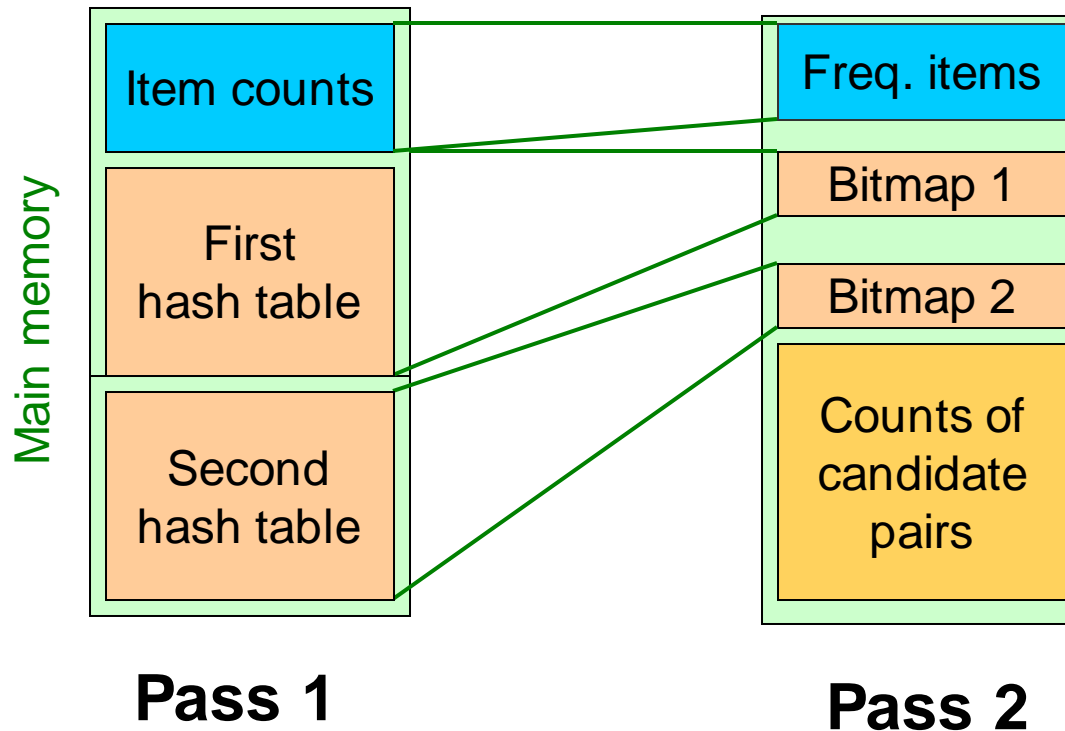 Main memory
Item counts
First
hash table
Second
hash table
Pass 1
Freq. items
Bitmap 1
Bitmap 2
Counts of
candidate
pairs
Pass 2